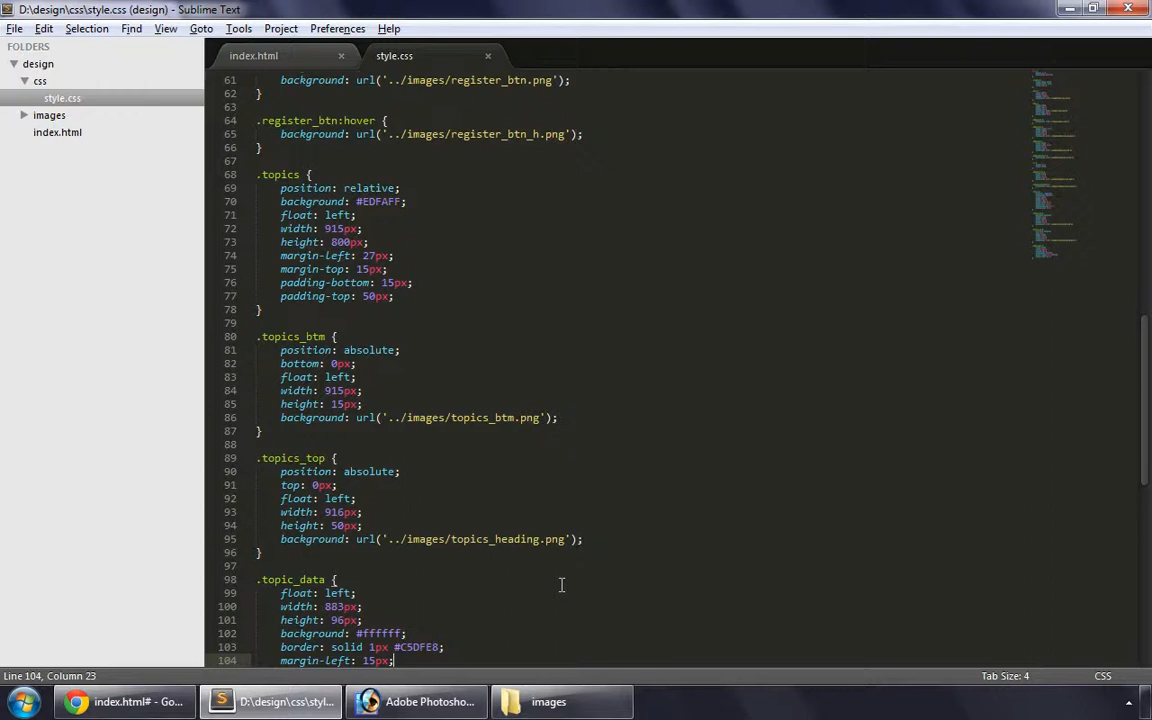 D:\design\css\style.css (design) - Sublime Text
File Edit Selection Find View Goto Tools Project Preferences Help
FOLDERS
design
css
style.css
images
index.html
index.html × style.css ×
61 background: url('../images/register_btn.png');
62 }
63
64 .register_btn:hover {
65 background: url('../images/register_btn_h.png');
66 }
67
68 .topics {
69 position: relative;
70 background: #EDFAFF;
71 float: left;
72 width: 915px;
73 height: 800px;
74 margin-left: 27px;
75 margin-top: 15px;
76 padding-bottom: 15px;
77 padding-top: 50px;
78 }
79
80 .topics_btm {
81 position: absolute;
82 bottom: 0px;
83 float: left;
84 width: 915px;
85 height: 15px;
86 background: url('../images/topics_btm.png');
87 }
88
89 .topics_top {
90 position: absolute;
91 top: 0px;
92 float: left;
93 width: 916px;
94 height: 50px;
95 background: url('../images/topics_heading.png');
96 }
97
98 .topic_data {
99 float: left;
100 width: 883px;
101 height: 96px;
102 background: #ffffff;
103 border: solid 1px #C5DFE8;
104 margin-left: 15px;
Line 104, Column 23 Tab Size: 4 CSS
index.html# - Go... D:\design\css\styl... Adobe Photosho... images